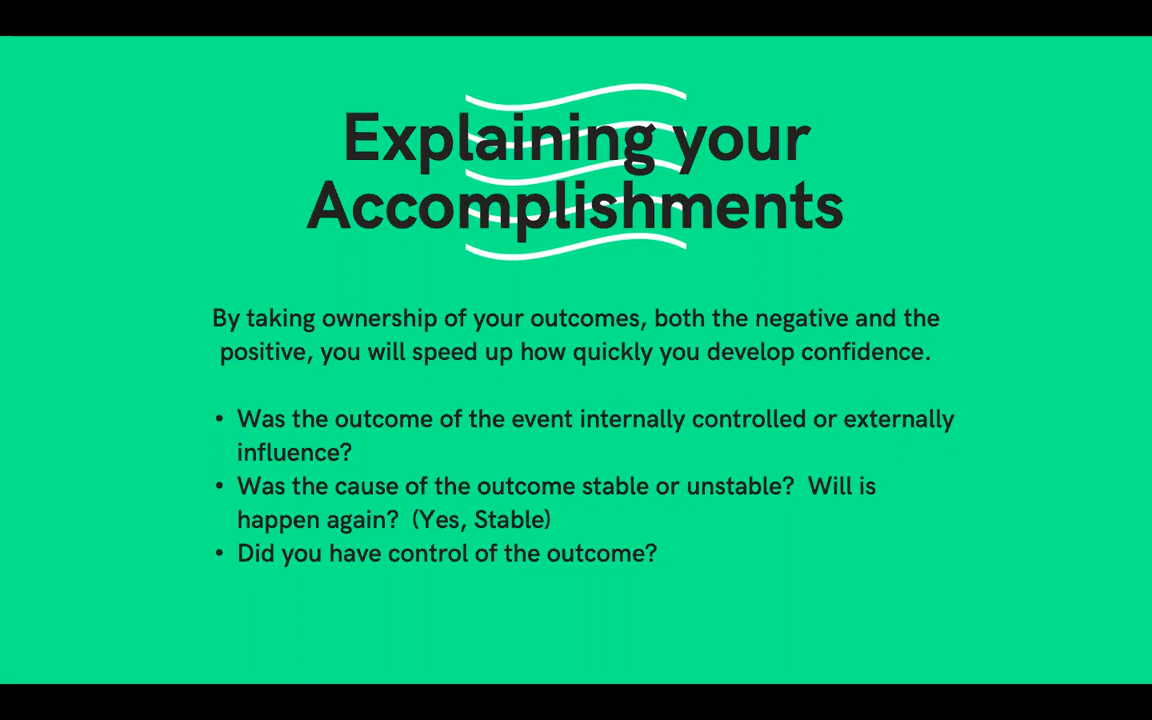 Explaining your
Accomplishments
By taking ownership of your outcomes, both the negative and the
positive, you will speed up how quickly you develop confidence.
• Was the outcome of the event internally controlled or externally
influence?
• Was the cause of the outcome stable or unstable?  Will is
happen again?  (Yes, Stable)
• Did you have control of the outcome?